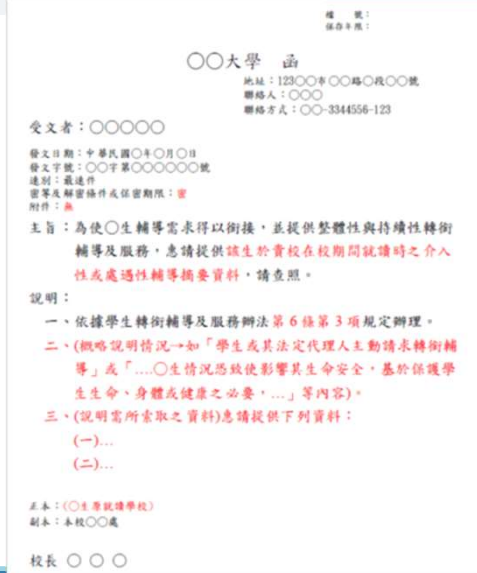 檔　　號：
保存年限：
○○大學　函
地址：123○○市○○路○段○○號
聯絡人：○○○
聯絡方式：○○-3344556-123
受文者：○○○○○
發文日期：中華民國○年○月○日
發文字號：○○字第○○○○○○○號
速別：最速件
密等及解密條件或保密期限：密
附件：無
主旨：為使○生輔導需求得以銜接，並提供整體性與持續性轉銜
輔導及服務，惠請提供該生於貴校在校期間就讀時之介入
性或處遇性輔導摘要資料，請查照。
說明：
一、依據學生轉銜輔導及服務辦法第 6 條第 3 項規定辦理。
二、(概略說明情況→如「學生或其法定代理人主動請求轉銜輔
導」或「....○生情況恐致使影響其生命安全，基於保護學
生生命、身體或健康之必要，...」等內容)。
三、(說明需所索取之資料)惠請提供下列資料：
(一)...
(二)...
正本：(○生原就讀學校)
副本：本校○○處
校長 ○ ○ ○